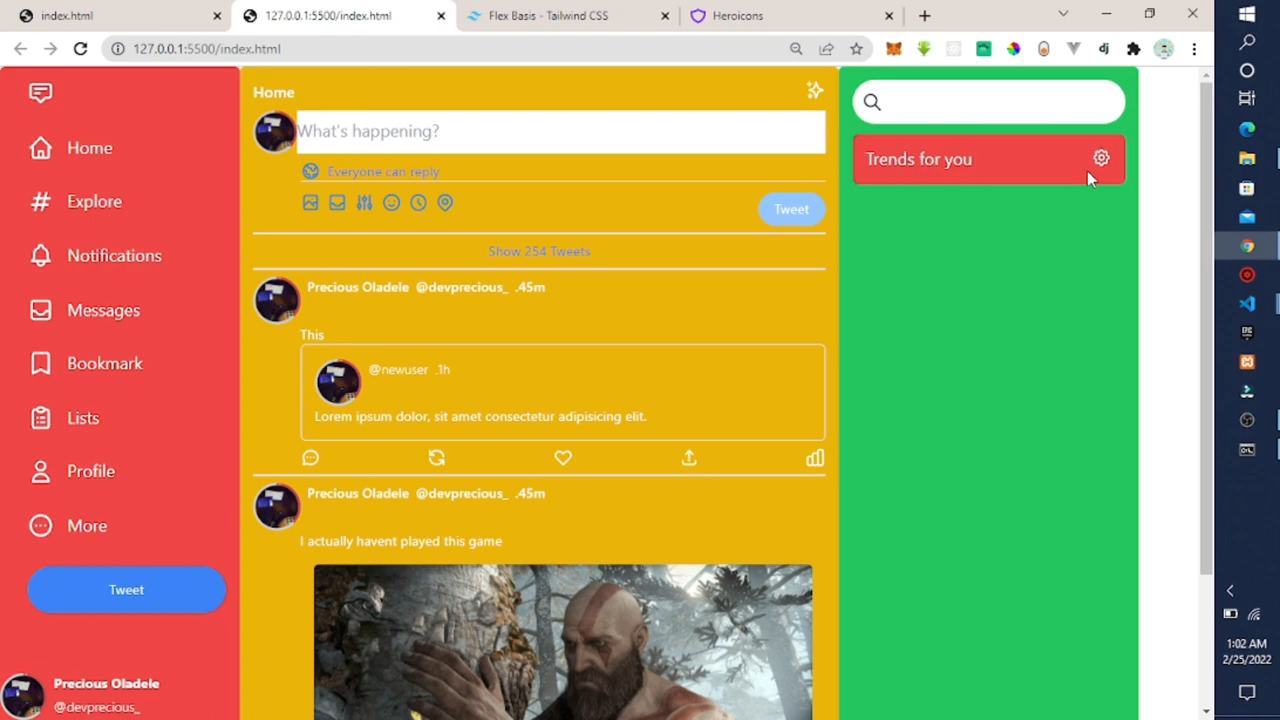 index.html
127.0.0.1:5500/index.html
Flex Basis - Tailwind CSS
Heroicons
127.0.0.1:5500/index.html
dj
Home
Explore
Notifications
Messages
Bookmark
Lists
Profile
More
Tweet
Precious Oladele
@devprecious_
Home
What's happening?
Everyone can reply
Tweet
Show 254 Tweets
Precious Oladele @devprecious_ .45m
This
@newuser .1h
Lorem ipsum dolor, sit amet consectetur adipisicing elit.
Precious Oladele @devprecious_ .45m
I actually havent played this game
Trends for you
1:02 AM
2/25/2022